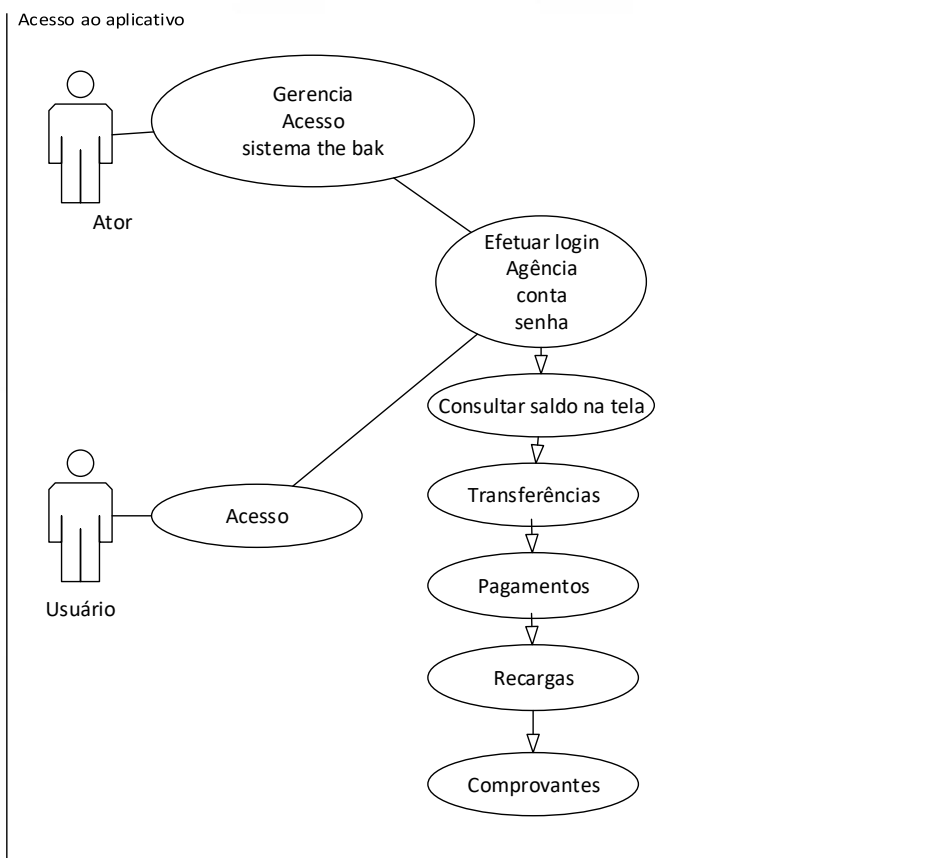 Acesso ao aplicativo
Gerencia
Acesso
sistema the bak
Ator
Efetuar login
Agência
conta
senha
Consultar saldo na tela
Transferências
Acesso
Pagamentos
Usuário
Recargas
Comprovantes